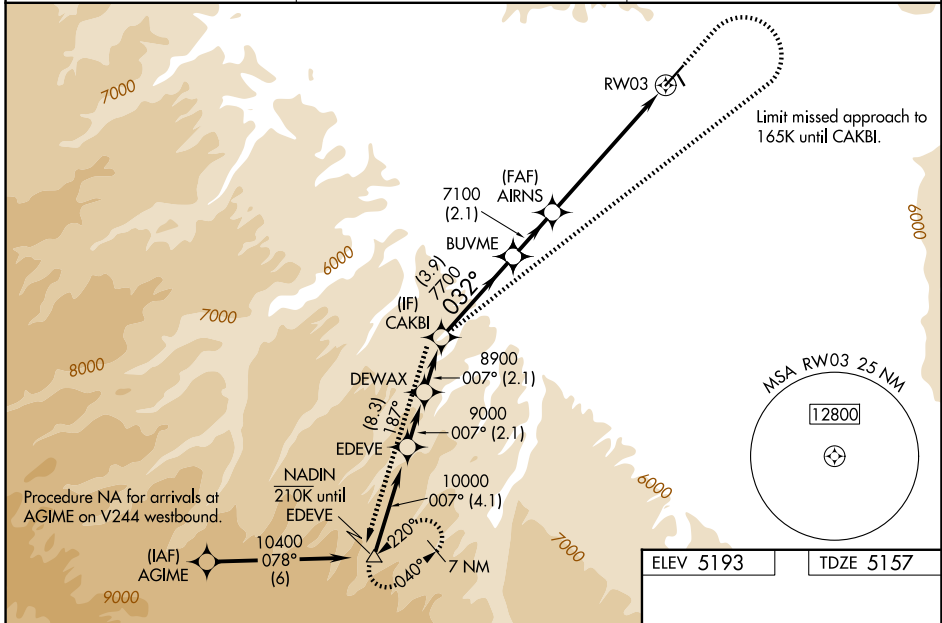 7000
RW03
Limit missed approach to
165K until CAKBI.
(FAF)
AIRNS
7100
(2.1)
BUVME
6000
6000
(3.9)
7700
032°
(IF)
CAKBI
7000
8000
DEWAX
8900
007° (2.1)
(8.3)
187°
9000
007° (2.1)
EDEVE
MSA RW03 25 NM
12800
NADIN
210K until
EDEVE
10000
007° (4.1)
6000
Procedure NA for arrivals at
AGIME on V244 westbound.
(IAF)
AGIME
10400
078°
(6)
220°
040°
7 NM
7000
9000
ELEV 5193
TDZE 5157